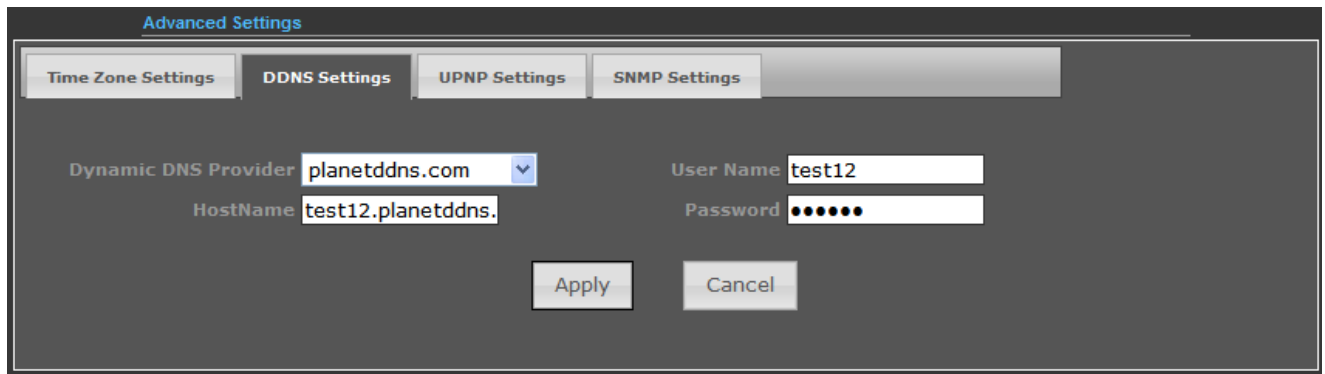 Advanced Settings
Time Zone Settings DDNS Settings UPNP Settings SNMP Settings
Dynamic DNS Provider planetddns.com User Name test12
HostName test12.planetddns. Password ●●●●●●
Apply Cancel